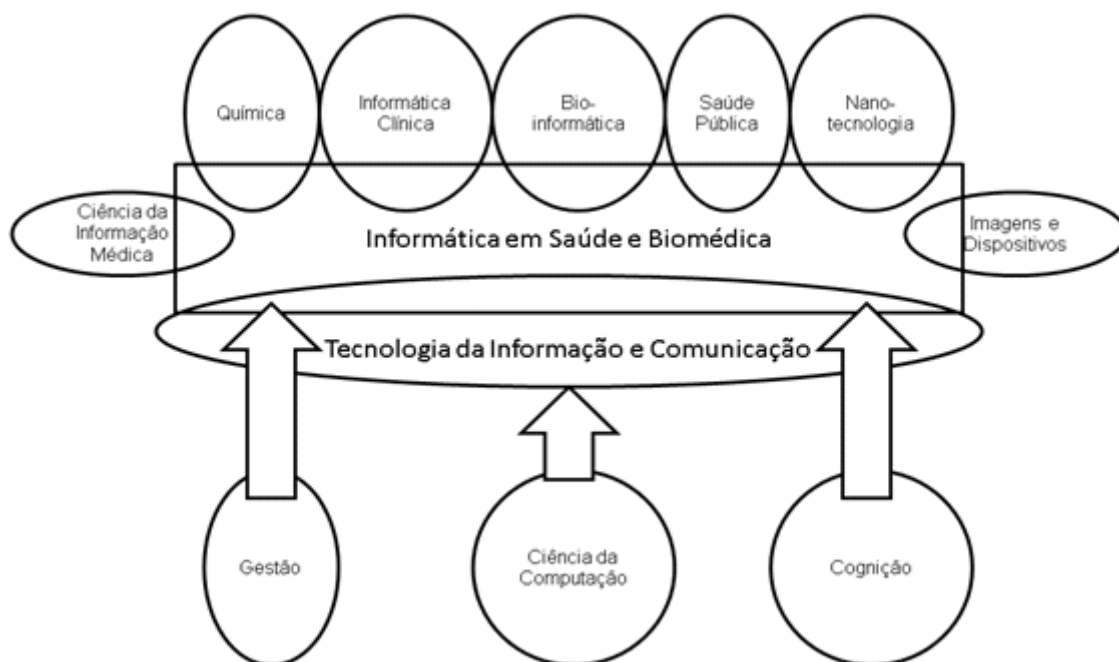 Química
Informática
Clínica
Bio-
informática
Saúde
Pública
Nano-
tecnologia
Ciência da
Informação
Médica
Informática em Saúde e Biomédica
Imagens e
Dispositivos
Tecnologia da Informação e Comunicação
Gestão
Ciência da
Computação
Cognição